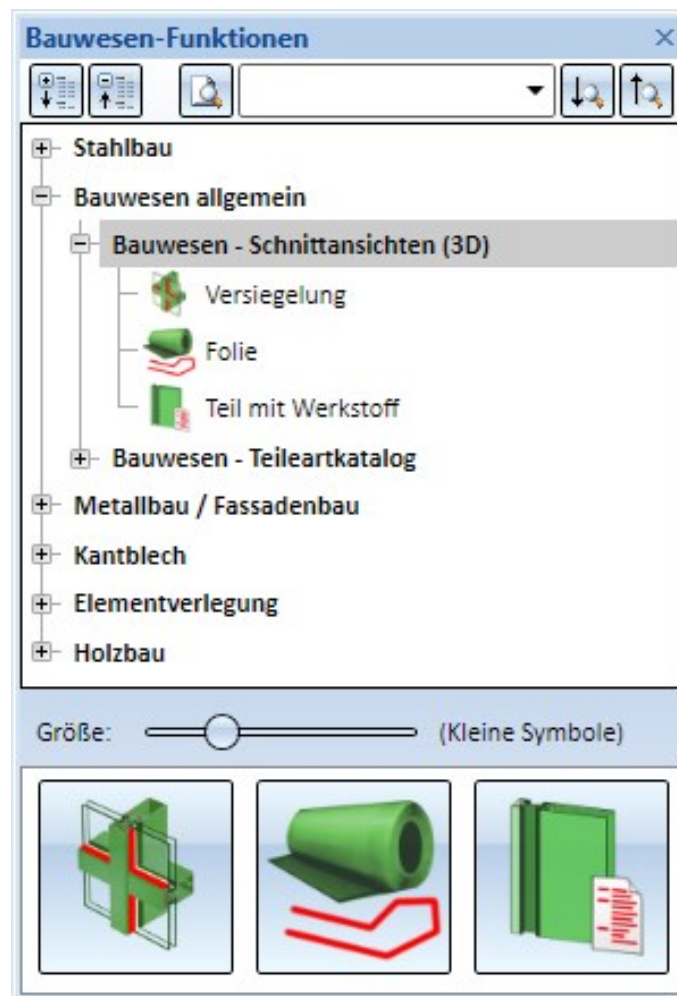 Bauwesen-Funktionen
Stahlbau
Bauwesen allgemein
Bauwesen - Schnittansichten (3D)
Versiegelung
Folie
Teil mit Werkstoff
Bauwesen - Teileartkatalog
Metallbau / Fassadenbau
Kantblech
Elementverlegung
Holzbau
Größe: (Kleine Symbole)